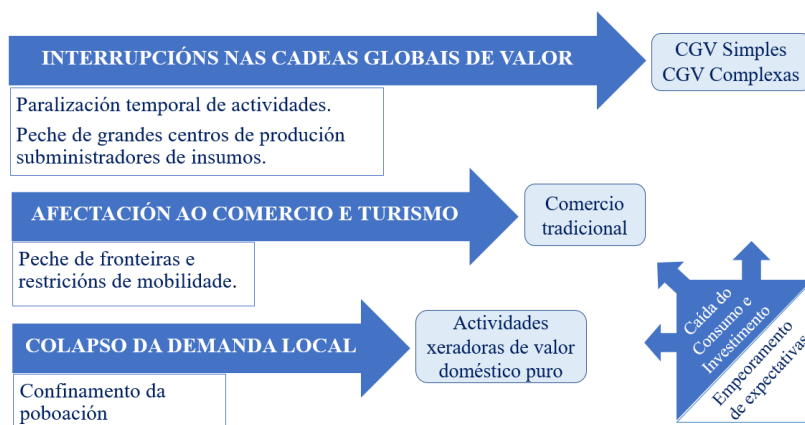 INTERRUPCIÓNS NAS CADEAS GLOBAIS DE VALOR
CGV Simples
CGV Complexas
Paralización temporal de actividades.
Peche de grandes centros de produción
subministradores de insumos.
AFECTACIÓN AO COMERCIO E TURISMO
Comercio
tradicional
Peche de fronteiras e
restricións de mobilidade.
COLAPSO DA DEMANDA LOCAL
Actividades
xeradoras de valor
doméstico puro
Confinamento da
poboación
Caída do
Consumo e
Investimento
Empeoramento
de expectativas